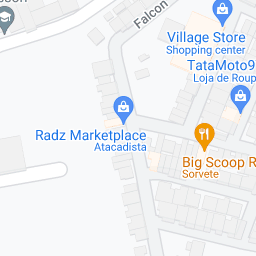 Falcon
Village Store
Shopping center
TataMoto9
Loja de Roup
Radz Marketplace
Atacadista
Big Scoop R
Sorvete